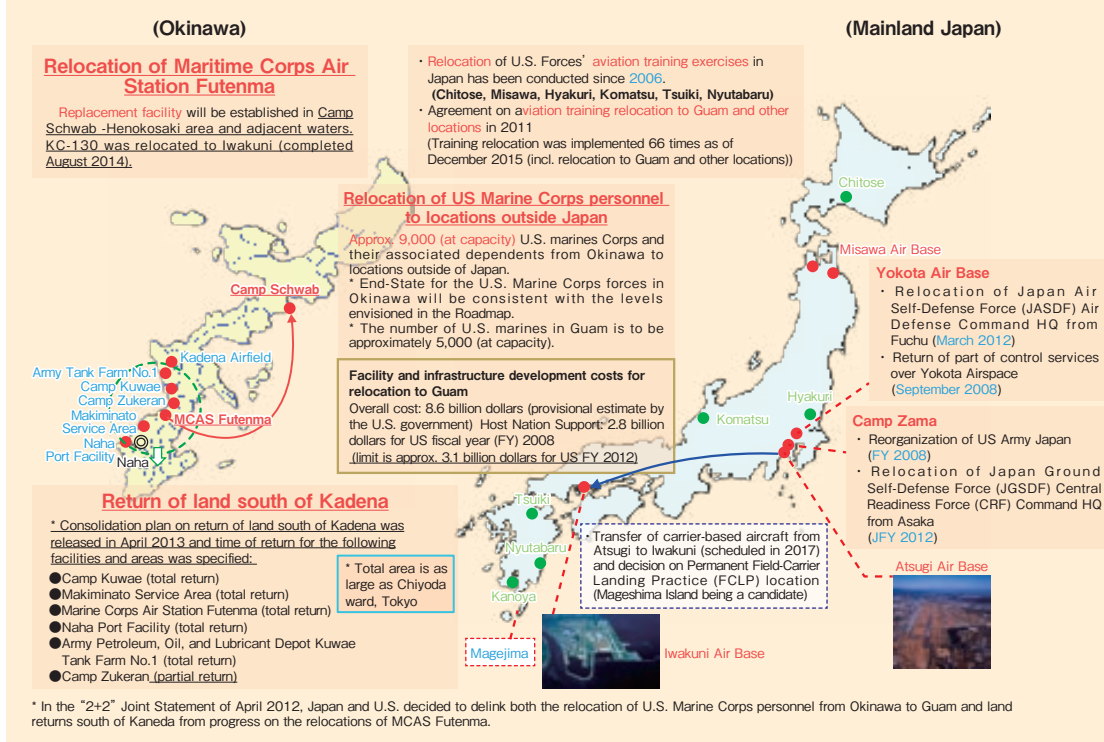 (Okinawa)
(Mainland Japan)
Relocation of Maritime Corps Air
Station Futenma
Replacement facility will be established in Camp
Schwab -Henokosaki area and adjacent waters.
KC-130 was relocated to Iwakuni (completed
August 2014).
・Relocation of U.S. Forces’ aviation training exercises in
Japan has been conducted since 2006.
(Chitose, Misawa, Hyakuri, Komatsu, Tsuiki, Nyutabaru)
・Agreement on aviation training relocation to Guam and other
locations in 2011
(Training relocation was implemented 66 times as of
December 2015 (incl. relocation to Guam and other locations))
Relocation of US Marine Corps personnel
to locations outside Japan
Approx. 9,000 (at capacity) U.S. marines Corps and
their associated dependents from Okinawa to
locations outside of Japan.
* End-State for the U.S. Marine Corps forces in
Okinawa will be consistent with the levels
envisioned in the Roadmap.
* The number of U.S. marines in Guam is to be
approximately 5,000 (at capacity).
Facility and infrastructure development costs for
relocation to Guam
Overall cost: 8.6 billion dollars (provisional estimate by
the U.S. government) Host Nation Support: 2.8 billion
dollars for US fiscal year (FY) 2008
(limit is approx. 3.1 billion dollars for US FY 2012)
Camp Schwab
Kadena Airfield
Army Tank Farm No.1
Camp Kuwae
Camp Zukeran
MCAS Futenma
Makiminato
Service Area
Naha
Port Facility
Naha
Chitose
Misawa Air Base
Yokota Air Base
・Relocation of Japan Air
Self-Defense Force (JASDF) Air
Defense Command HQ from
Fuchu (March 2012)
・Return of part of control services
over Yokota Airspace
(September 2008)
Hyakuri
Komatsu
Camp Zama
・Reorganization of US Army Japan
(FY 2008)
・Relocation of Japan Ground
Self-Defense Force (JGSDF) Central
Readiness Force (CRF) Command HQ
from Asaka
(JFY 2012)
Return of land south of Kadena
* Consolidation plan on return of land south of Kadena was
released in April 2013 and time of return for the following
facilities and areas was specified:
●Camp Kuwae (total return)
●Makiminato Service Area (total return)
●Marine Corps Air Station Futenma (total return)
●Naha Port Facility (total return)
●Army Petroleum, Oil, and Lubricant Depot Kuwae
Tank Farm No.1 (total return)
●Camp Zukeran (partial return)
* Total area is as
large as Chiyoda
ward, Tokyo
Tsuiki
Nyutabaru
Kanoya
・Transfer of carrier-based aircraft from
Atsugi to Iwakuni (scheduled in 2017)
and decision on Permanent Field-Carrier
Landing Practice (FCLP) location
(Mageshima Island being a candidate)
Atsugi Air Base
Magejima
Iwakuni Air Base
* In the “2+2” Joint Statement of April 2012, Japan and U.S. decided to delink both the relocation of U.S. Marine Corps personnel from Okinawa to Guam and land
returns south of Kaneda from progress on the relocations of MCAS Futenma.